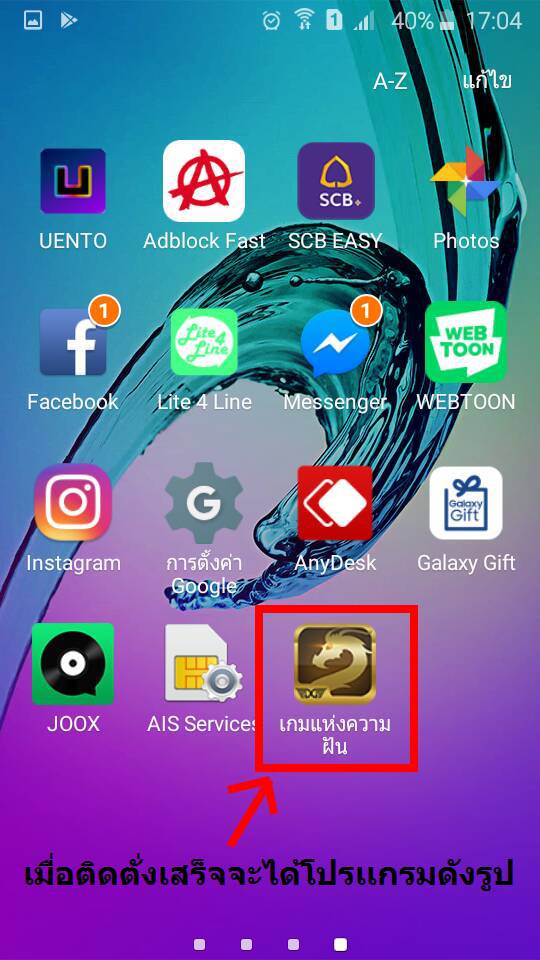 1 40% 17:04
A-Z แก้ไข
U
SCB+
UENTO Adblock Fast SCB EASY Photos
1 1
f Lite 4 Line WEB TOON
Facebook Lite 4 Line Messenger WEBTOON
G Galaxy Gift
Instagram การตั้งค่า Google AnyDesk Galaxy Gift
JOOX AIS Services เกมแห่งความ
ฝัน
เมื่อติดตั่งเสร็จจะได้โปรแกรมดังรูป